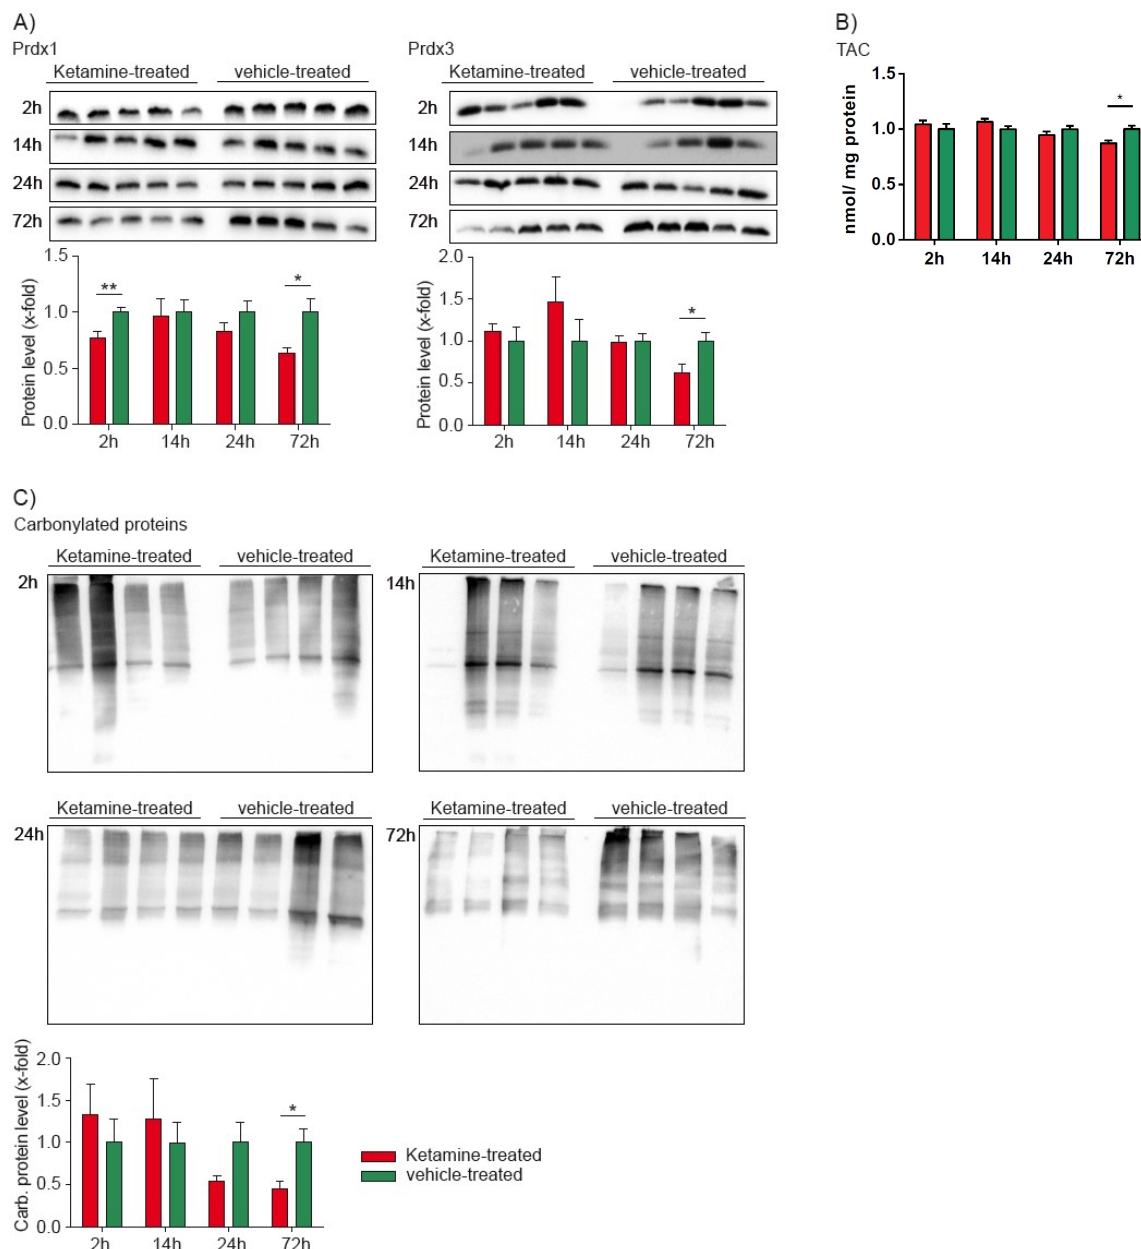 A)
Prdx1
Ketamine-treated vehicle-treated
2h
14h
24h
72h
1.5
1.0
0.5
0.0
Protein level (x-fold)
** *
2h 14h 24h 72h
Prdx3
Ketamine-treated vehicle-treated
2h
14h
24h
72h
2.0
1.5
1.0
0.5
0.0
Protein level (x-fold)
*
2h 14h 24h 72h
B)
TAC
1.5
1.0
0.5
0.0
nmol/ mg protein
*
2h 14h 24h 72h
C)
Carbonylated proteins
Ketamine-treated vehicle-treated
2h
Ketamine-treated vehicle-treated
14h
Ketamine-treated vehicle-treated
24h
Ketamine-treated vehicle-treated
72h
2.0
1.5
1.0
0.5
0.0
Carb. protein level (x-fold)
*
2h 14h 24h 72h
Ketamine-treated
vehicle-treated